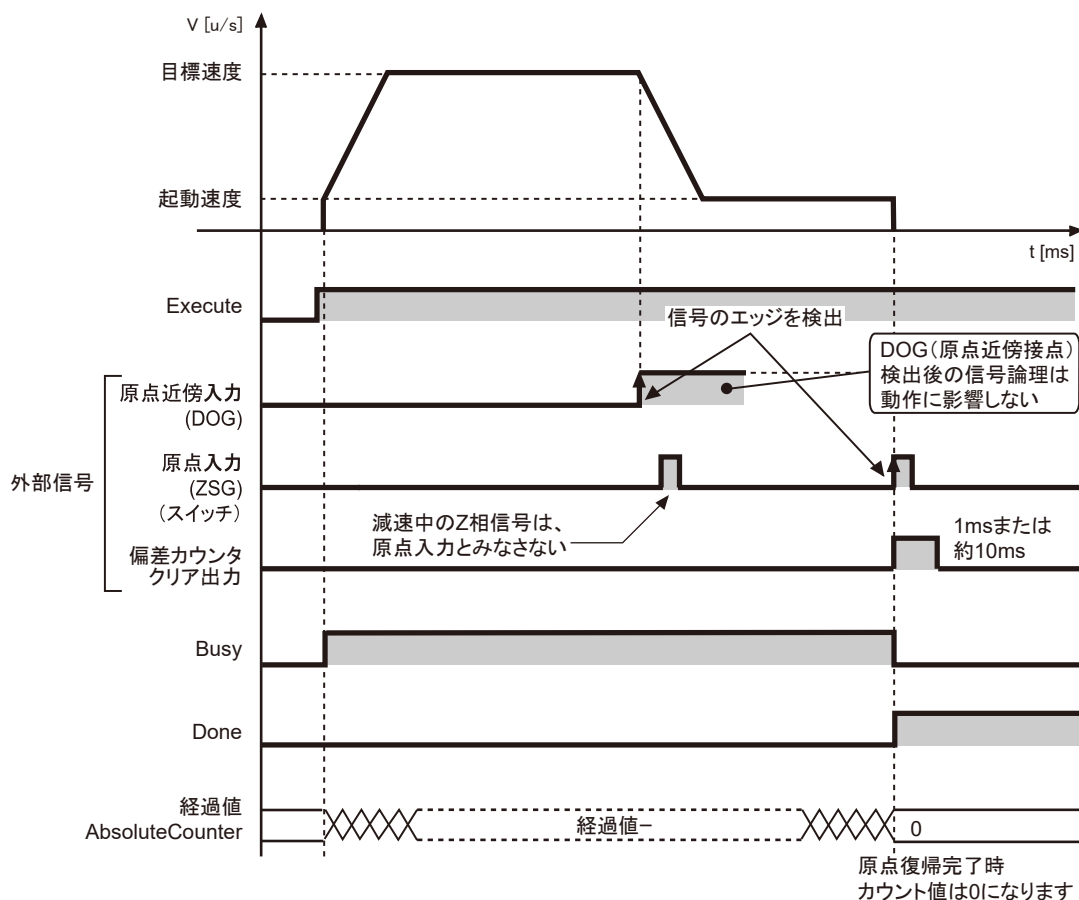 V [u/s]
目標速度
起動速度
t [ms]
Execute
信号のエッジを検出
DOG(原点近傍接点)
検出後の信号論理は
動作に影響しない
原点近傍入力
(DOG)
外部信号
原点入力
(ZSG)
(スイッチ)
減速中のZ相信号は、
原点入力とみなさない
偏差カウンタ
クリア出力
1msまたは
約10ms
Busy
Done
経過値
AbsoluteCounter
経過値−
0
原点復帰完了時
カウント値は0になります